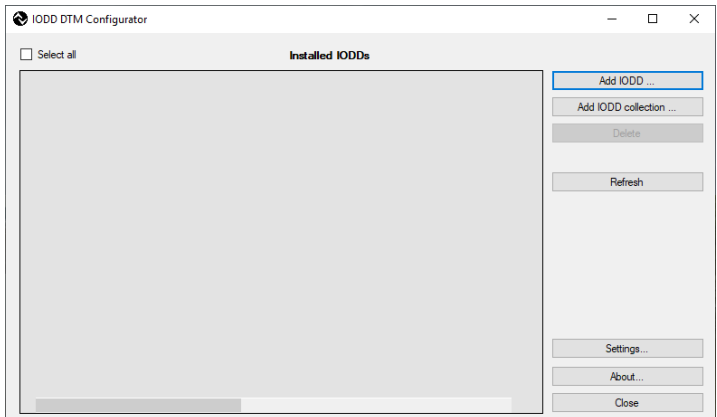 IODD DTM Configurator
Select all
Installed IODDs
Add IODD ...
Add IODD collection ...
Delete
Refresh
Settings...
About...
Close